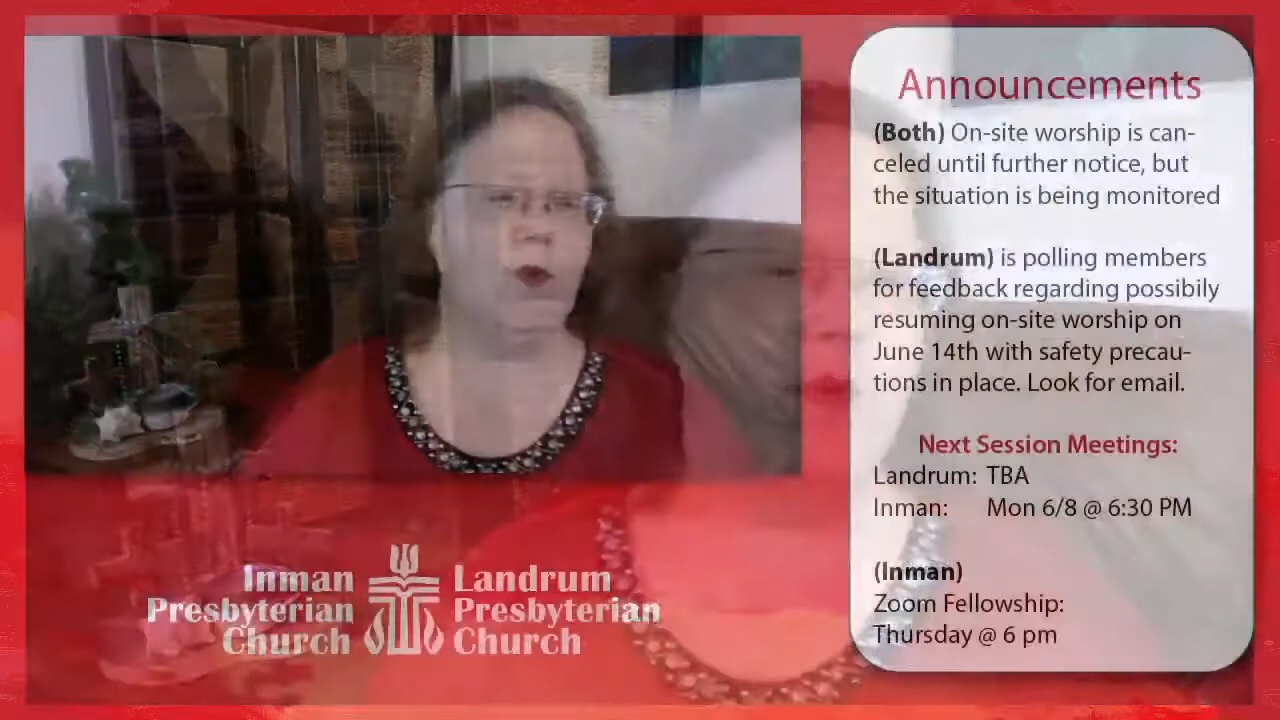 Announcements
(Both) On-site worship is can-
celed until further notice, but
the situation is being monitored
(Landrum) is polling members
for feedback regarding possibily
resuming on-site worship on
June 14th with safety precau-
tions in place. Look for email.
Next Session Meetings:
Landrum: TBA
Inman: Mon 6/8 @ 6:30 PM
(Inman)
Zoom Fellowship:
Thursday @ 6 pm
Inman
Presbyterian
Church
Landrum
Presbyterian
Church